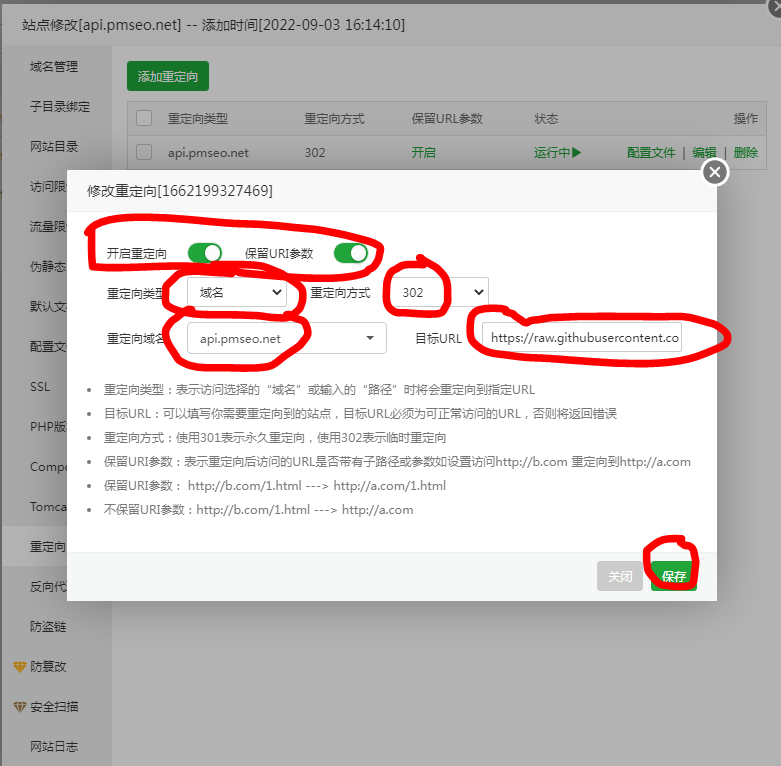 站点修改[api.pmseo.net] -- 添加时间[2022-09-03 16:14:10]
域名管理
子目录绑定
网站目录
访问限
流量限
伪静态
默认文
配置文
SSL
PHP版
Compo
Tomca
重定向
反向代
防盗链
防篡改
安全扫描
网站日志
添加重定向
重定向类型 重定向方式 保留URL参数 状态 操作
api.pmseo.net 302 开启 运行中 配置文件 | 编辑 | 删除
修改重定向[1662199327469]
开启重定向 保留URI参数
重定向类型 域名 重定向方式 302
重定向域名 api.pmseo.net 目标URL https://raw.githubusercontent.co
重定向类型：表示访问选择的“域名”或输入的“路径”时将会重定向到指定URL
目标URL：可以填写你需要重定向到的站点，目标URL必须为可正常访问的URL，否则将返回错误
重定向方式：使用301表示永久重定向，使用302表示临时重定向
保留URI参数：表示重定向后访问的URL是否带有子路径或参数如设置访问http://b.com 重定向到http://a.com
保留URI参数： http://b.com/1.html ---> http://a.com/1.html
不保留URI参数：http://b.com/1.html ---> http://a.com
关闭 保存